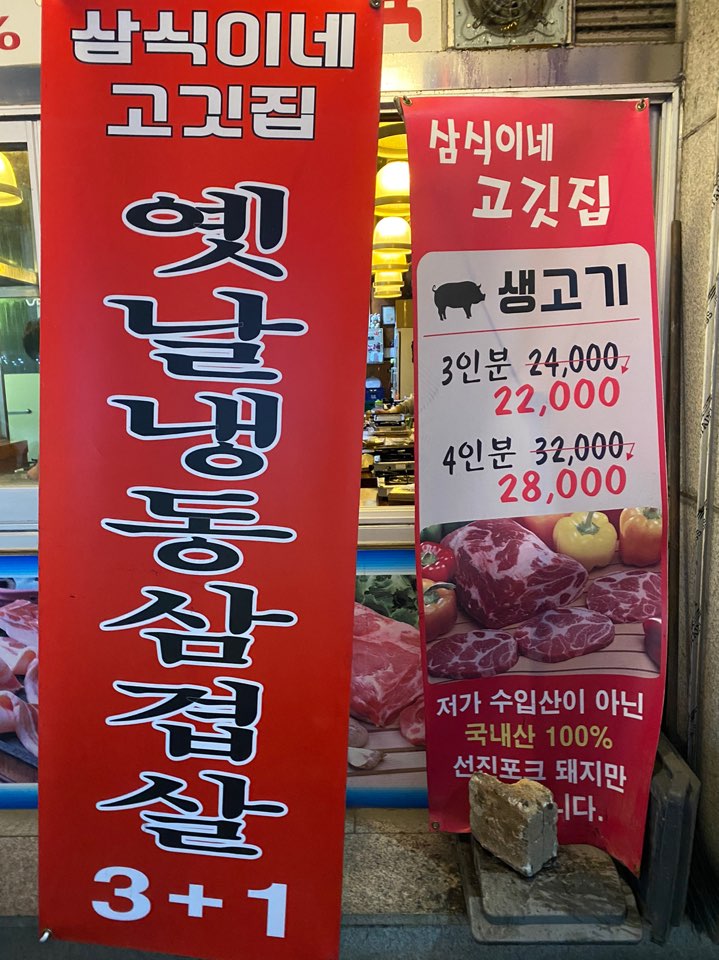 삼식이네
고깃집
옛날냉동삼겹살
3+1
삼식이네
고깃집
생고기
3인분 24,000
22,000
4인분 32,000
28,000
저가 수입산이 아닌
국내산 100%
선진포크 돼지만
니다.